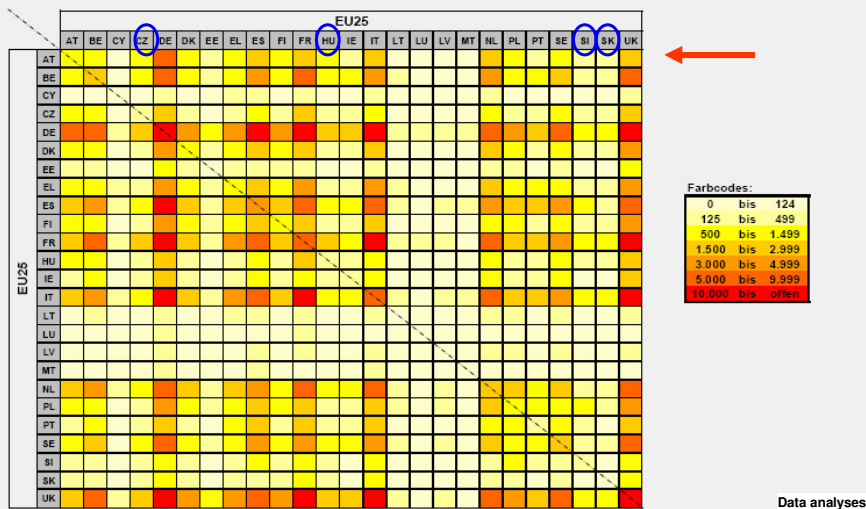 EU25
AT BE CY CZ DE DK EE EL ES FI FR HU IE IT LT LU LV MT NL PL PT SE SI SK UK
EU25
AT
BE
CY
CZ
DE
DK
EE
EL
ES
FI
FR
HU
IE
IT
LT
LU
LV
MT
NL
PL
PT
SE
SI
SK
UK
Farbcodes:
0 bis 124
125 bis 499
500 bis 1.499
1.500 bis 2.999
3.000 bis 4.999
5.000 bis 9.999
10.000 bis offen
Data analyses